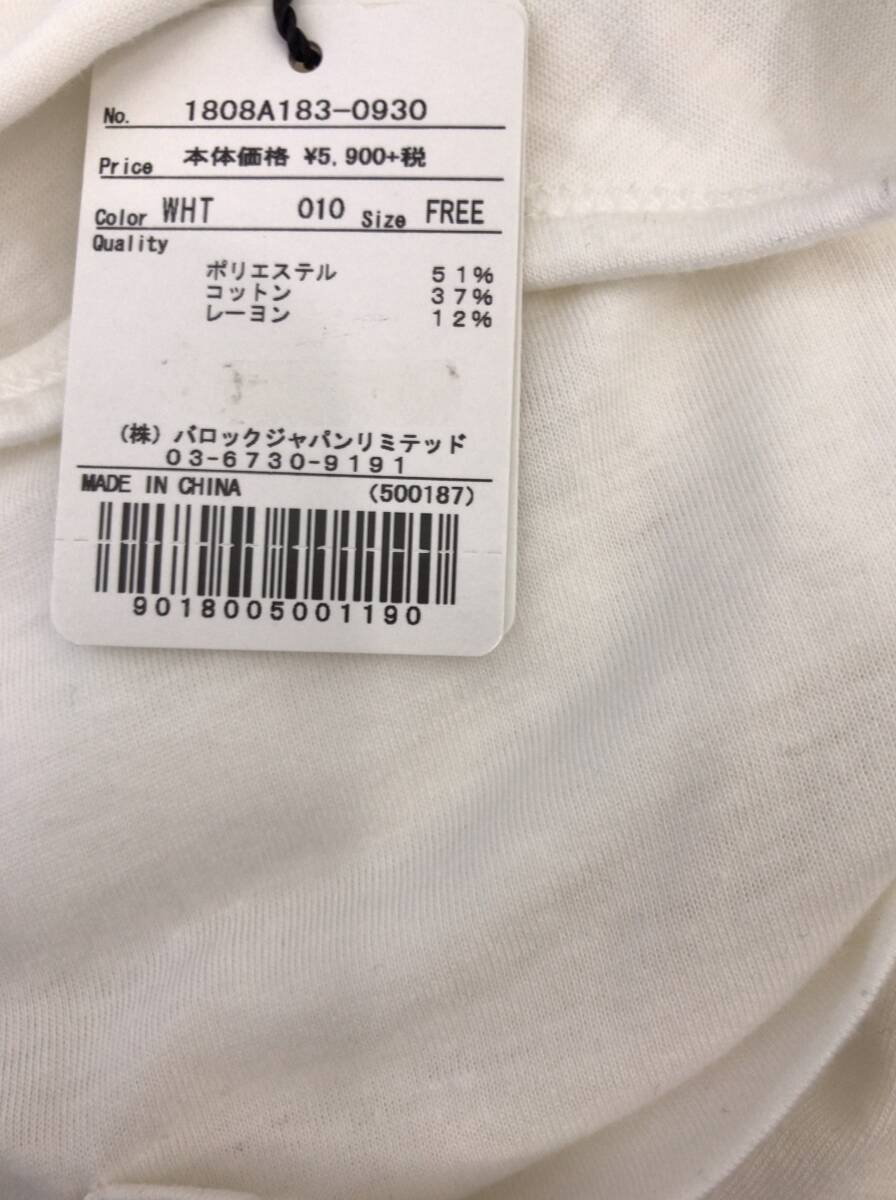 No. 1808A183-0930
Price 本体価格 ¥5,900+税
Color WHT 010 Size FREE
Quality
ポリエステル 51%
コットン 37%
レーヨン 12%
(株)バロックジャパンリミテッド
03-6730-9191
MADE IN CHINA (500187)
9018005001190